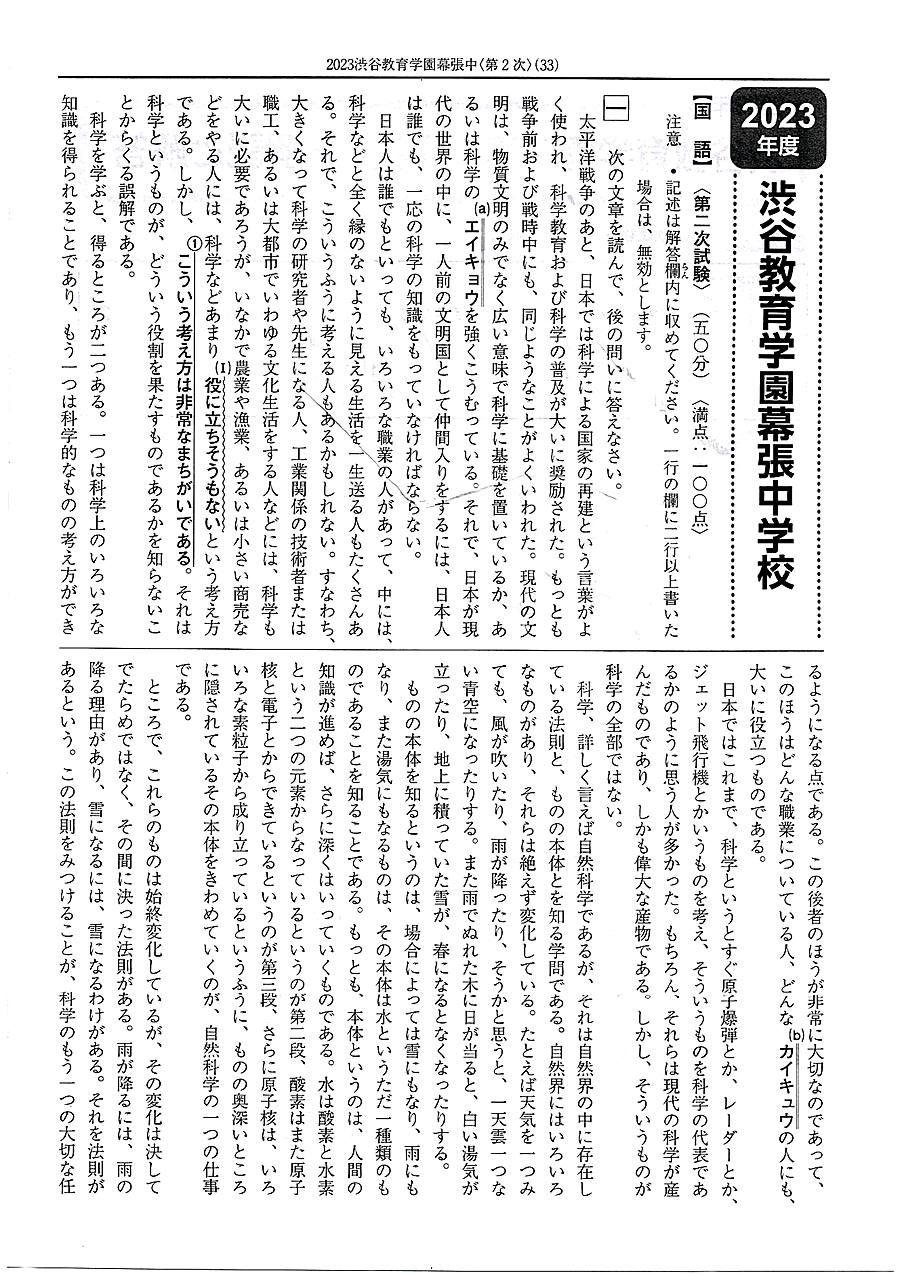 2023渋谷教育学園幕張中〈第2次〉(33)
2023
年度
渋谷教育学園幕張中学校
【国語】〈第二次試験〉(五〇分)〈満点:一〇〇点〉
注意 ・記述は解答欄内に収めてください。一行の欄に二行以上書いた
らん
場合は、無効とします。
一 次の文章を読んで、後の問いに答えなさい。
太平洋戦争のあと、日本では科学による国家の再建という言葉がよ
く使われ、科学教育および科学の普及が大いに奨励された。もっとも
戦争前および戦時中にも、同じようなことがよくいわれた。現代の文
明は、物質文明のみでなく広い意味で科学に基礎を置いているか、あ
るいは科学の(a)エイキョウを強くこうむっている。それで、日本が現
代の世界の中に、一人前の文明国として仲間入りをするには、日本人
は誰でも、一応の科学の知識をもっていなければならない。
日本人は誰でもといっても、いろいろな職業の人があって、中には、
科学などと全く縁のないように見える生活を一生送る人もたくさんあ
る。それで、こういうふうに考える人もあるかもしれない。すなわち、
大きくなって科学の研究者や先生になる人、工業関係の技術者または
職工、あるいは大都市でいわゆる文化生活をする人などには、科学も
大いに必要であろうが、いなかで農業や漁業、あるいは小さい商売な
どをやる人には、科学などあまり(I)役に立ちそうもないという考え方
である。しかし、①こういう考え方は非常なまちがいである。それは
科学というものが、どういう役割を果たすものであるかを知らないこ
とからくる誤解である。
科学を学ぶと、得るところが二つある。一つは科学上のいろいろな
知識を得られることであり、もう一つは科学的なものの考え方ができ
るようになる点である。この後者のほうが非常に大切なのであって、
このほうはどんな職業についている人、どんな(b)カイキュウの人にも、
大いに役立つものである。
日本ではこれまで、科学というとすぐ原子爆弾とか、レーダーとか、
ジェット飛行機とかいうものを考え、そういうものを科学の代表であ
るかのように思う人が多かった。もちろん、それらは現代の科学が産
んだものであり、しかも偉大な産物である。しかし、そういうものが
科学の全部ではない。
科学、詳しく言えば自然科学であるが、それは自然界の中に存在し
ている法則と、ものの本体とを知る学問である。自然界にはいろいろ
なものがあり、それらは絶えず変化している。たとえば天気を一つみ
ても、風が吹いたり、雨が降ったり、そうかと思うと、一天雲一つな
い青空になったりする。また雨でぬれた木に日が当ると、白い湯気が
立ったり、地上に積っていた雪が、春になるとなくなったりする。
ものの本体を知るというのは、場合によっては雪にもなり、雨にも
なり、また湯気にもなるものは、その本体は水というただ一種類のも
のであることを知ることである。もっとも、本体というのは、人間の
知識が進めば、さらに深くはいっていくものである。水は酸素と水素
という二つの元素からなっているというのが第二段、酸素はまた原子
核と電子とからできているというのが第三段、さらに原子核は、いろ
いろな素粒子から成り立っているというふうに、ものの奥深いところ
に隠されているその本体をきわめていくのが、自然科学の一つの仕事
である。
ところで、これらのものは始終変化しているが、その変化は決して
でたらめではなく、その間に決った法則がある。雨が降るには、雨の
降る理由があり、雪になるには、雪になるわけがある。それを法則が
あるという。この法則をみつけることが、科学のもう一つの大切な任